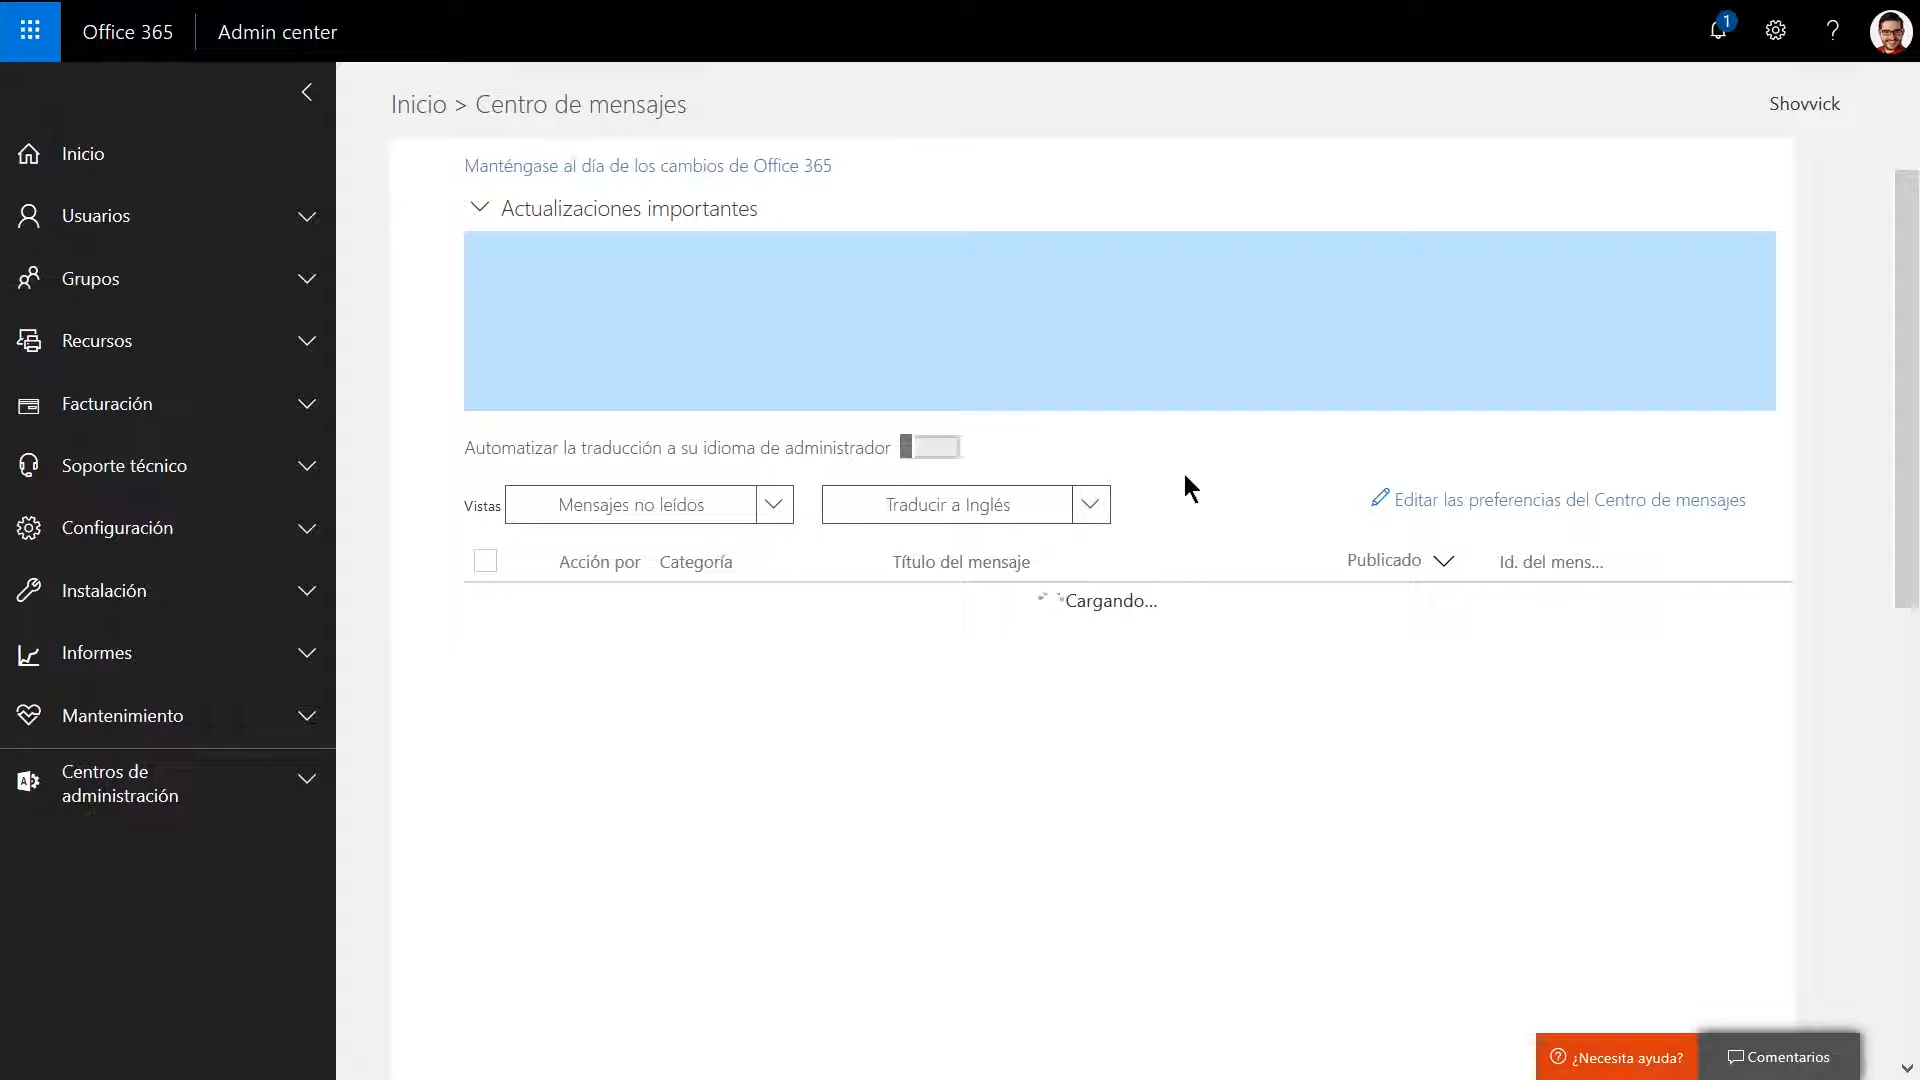 Office 365
Admin center
1
?
Inicio > Centro de mensajes
Shovvick
Inicio
Usuarios
Grupos
Recursos
Facturación
Soporte técnico
Configuración
Instalación
Informes
Mantenimiento
Centros de
administración
Manténgase al día de los cambios de Office 365
Actualizaciones importantes
Automatizar la traducción a su idioma de administrador
Vistas
Mensajes no leídos
Traducir a Inglés
Editar las preferencias del Centro de mensajes
Acción por
Categoría
Título del mensaje
Publicado
Id. del mens...
Cargando...
¿Necesita ayuda?
Comentarios